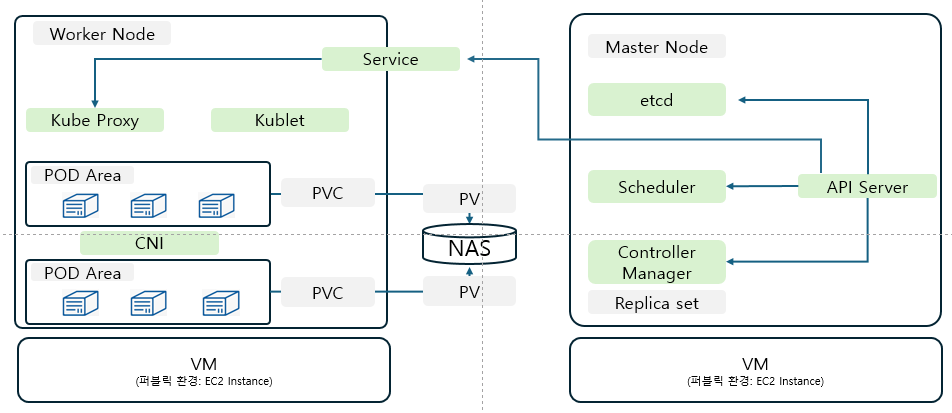 Worker Node
Service
Kube Proxy
Kublet
POD Area
PVC
PV
CNI
NAS
POD Area
PVC
PV
VM
(퍼블릭 환경: EC2 Instance)
Master Node
etcd
Scheduler
API Server
Controller
Manager
Replica set
VM
(퍼블릭 환경: EC2 Instance)